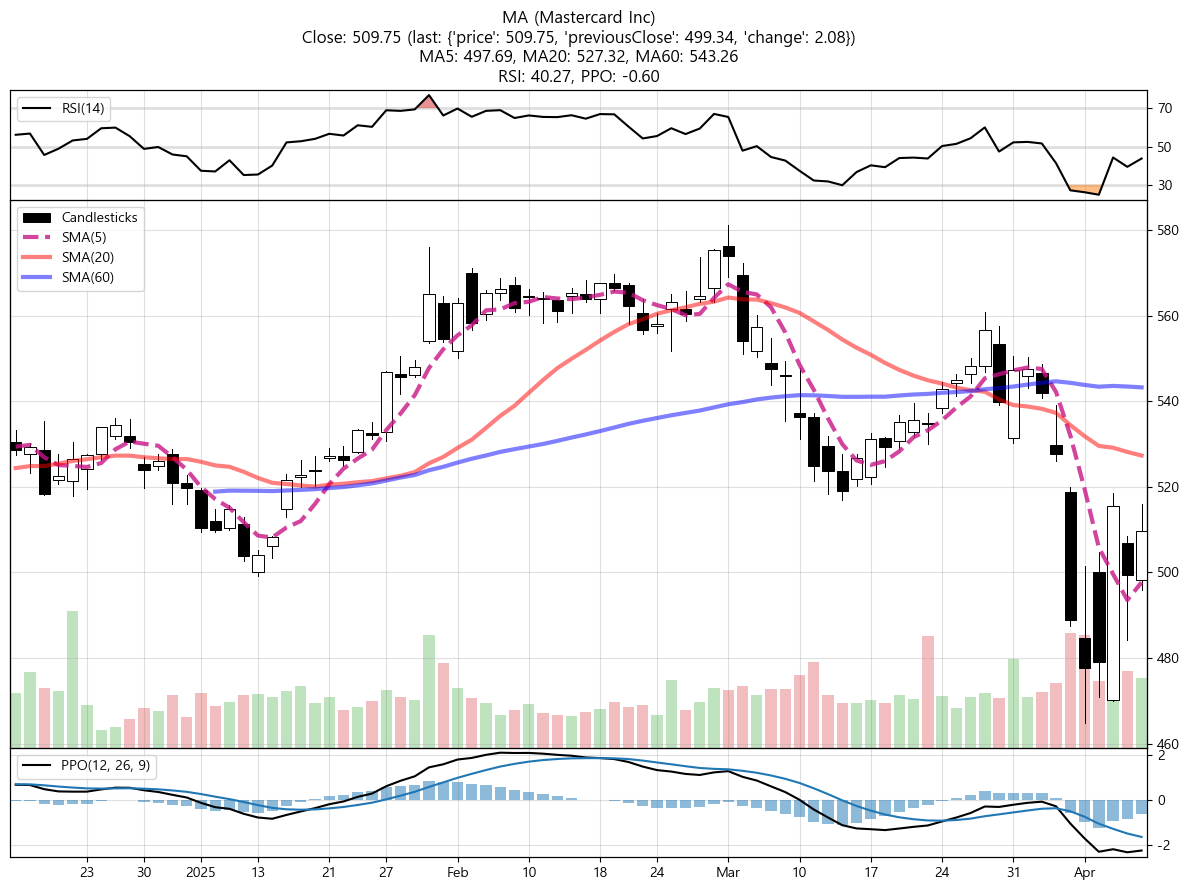 MA (Mastercard Inc)
Close: 509.75 (last: {'price': 509.75, 'previousClose': 499.34, 'change': 2.08})
MA5: 497.69, MA20: 527.32, MA60: 543.26
RSI: 40.27, PPO: -0.60
RSI(14)
70
50
30
Candlesticks
SMA(5)
SMA(20)
SMA(60)
580
560
540
520
500
480
460
PPO(12, 26, 9)
2
0
-2
23 30 2025 13 21 27 Feb 10 18 24 Mar 10 17 24 31 Apr